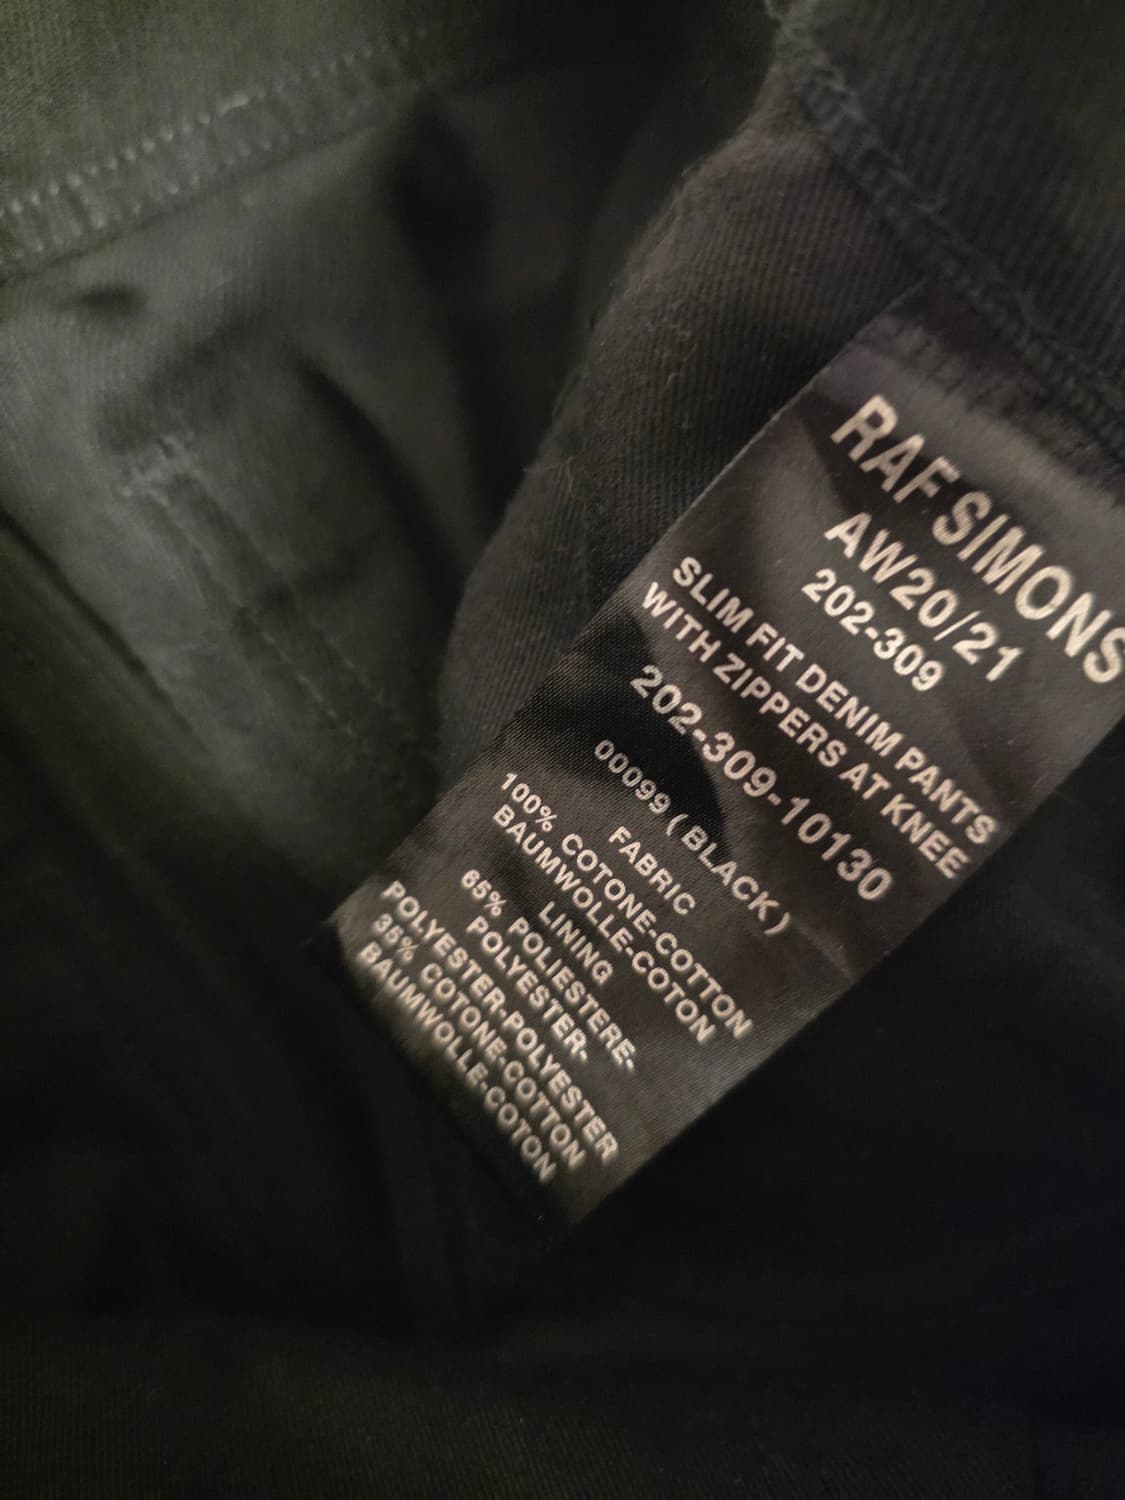 RAF SIMONS
AW20/21
202-309
SLIM FIT DENIM PANTS
WITH ZIPPERS AT KNEE
202-309-10130
00099 (BLACK)
FABRIC
100% COTONE-COTTON
BAUMWOLLE-COTON
LINING
65% POLIESTERE-
POLYESTER-
POLYESTER-POLYESTER
35% COTONE-COTTON
BAUMWOLLE-COTON